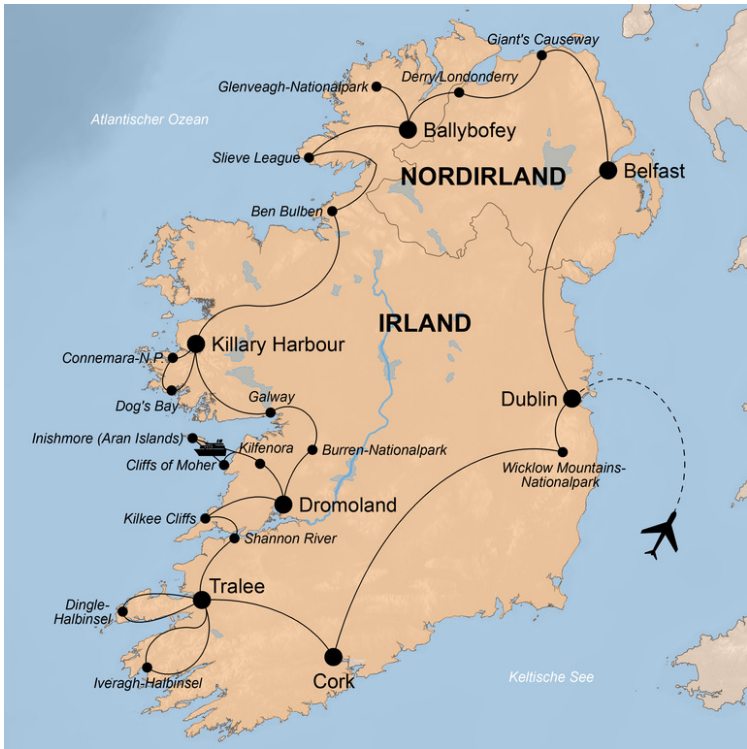 Giant's Causeway
Derry/Londonderry
Glenveagh-Nationalpark
Atlantischer Ozean
Ballybofey
Slieve League
NORDIRLAND
Belfast
Ben Bulben
IRLAND
Killary Harbour
Connemara-N.P.
Galway
Dublin
Dog's Bay
Inishmore (Aran Islands)
Kilfenora
Burren-Nationalpark
Cliffs of Moher
Wicklow Mountains-
Nationalpark
Dromoland
Kilkee Cliffs
Shannon River
Tralee
Dingle-
Halbinsel
Cork
Iveragh-Halbinsel
Keltische See